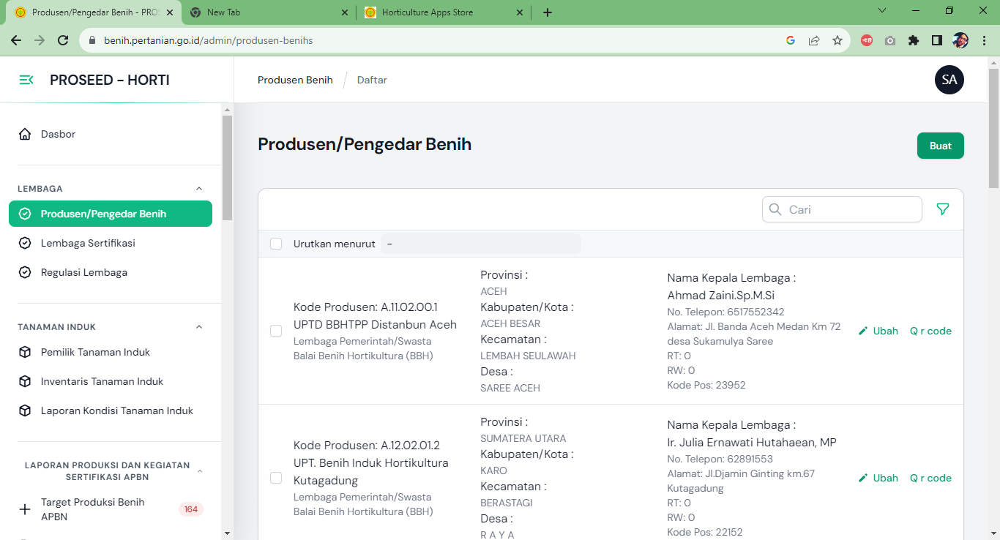 Produsen/Pengedar Benih - PROS
New Tab
Horticulture Apps Store
benih.pertanian.go.id/admin/produsen-benihs
PROSEED - HORTI
Produsen Benih
Daftar
SA
Dasbor
LEMBAGA
Produsen/Pengedar Benih
Lembaga Sertifikasi
Regulasi Lembaga
TANAMAN INDUK
Pemilik Tanaman Induk
Inventaris Tanaman Induk
Laporan Kondisi Tanaman Induk
LAPORAN PRODUKSI DAN KEGIATAN
SERTIFIKASI APBN
Target Produksi Benih
APBN
164
Produsen/Pengedar Benih
Buat
Cari
Urutkan menurut
-
Kode Produsen: A.11.02.00.1
UPTD BBHTPP Distanbun Aceh
Lembaga Pemerintah/Swasta
Balai Benih Hortikultura (BBH)
Provinsi :
ACEH
Kabupaten/Kota :
ACEH BESAR
Kecamatan :
LEMBAH SEULAWAH
Desa :
SAREE ACEH
Nama Kepala Lembaga :
Ahmad Zaini.Sp.M.Si
No. Telepon: 6517552342
Alamat: Jl. Banda Aceh Medan Km 72
desa Sukamulya Saree
RT: 0
RW: 0
Kode Pos: 23952
Ubah
Q r code
Kode Produsen: A.12.02.01.2
UPT. Benih Induk Hortikultura
Kutagadung
Lembaga Pemerintah/Swasta
Balai Benih Hortikultura (BBH)
Provinsi :
SUMATERA UTARA
Kabupaten/Kota :
KARO
Kecamatan :
BERASTAGI
Desa :
R A Y A
Nama Kepala Lembaga :
Ir. Julia Ernawati Hutahaean, MP
No. Telepon: 62891553
Alamat: Jl.Djamin Ginting km.67
Kutagadung
RT: 0
RW: 0
Kode Pos: 22152
Ubah
Q r code